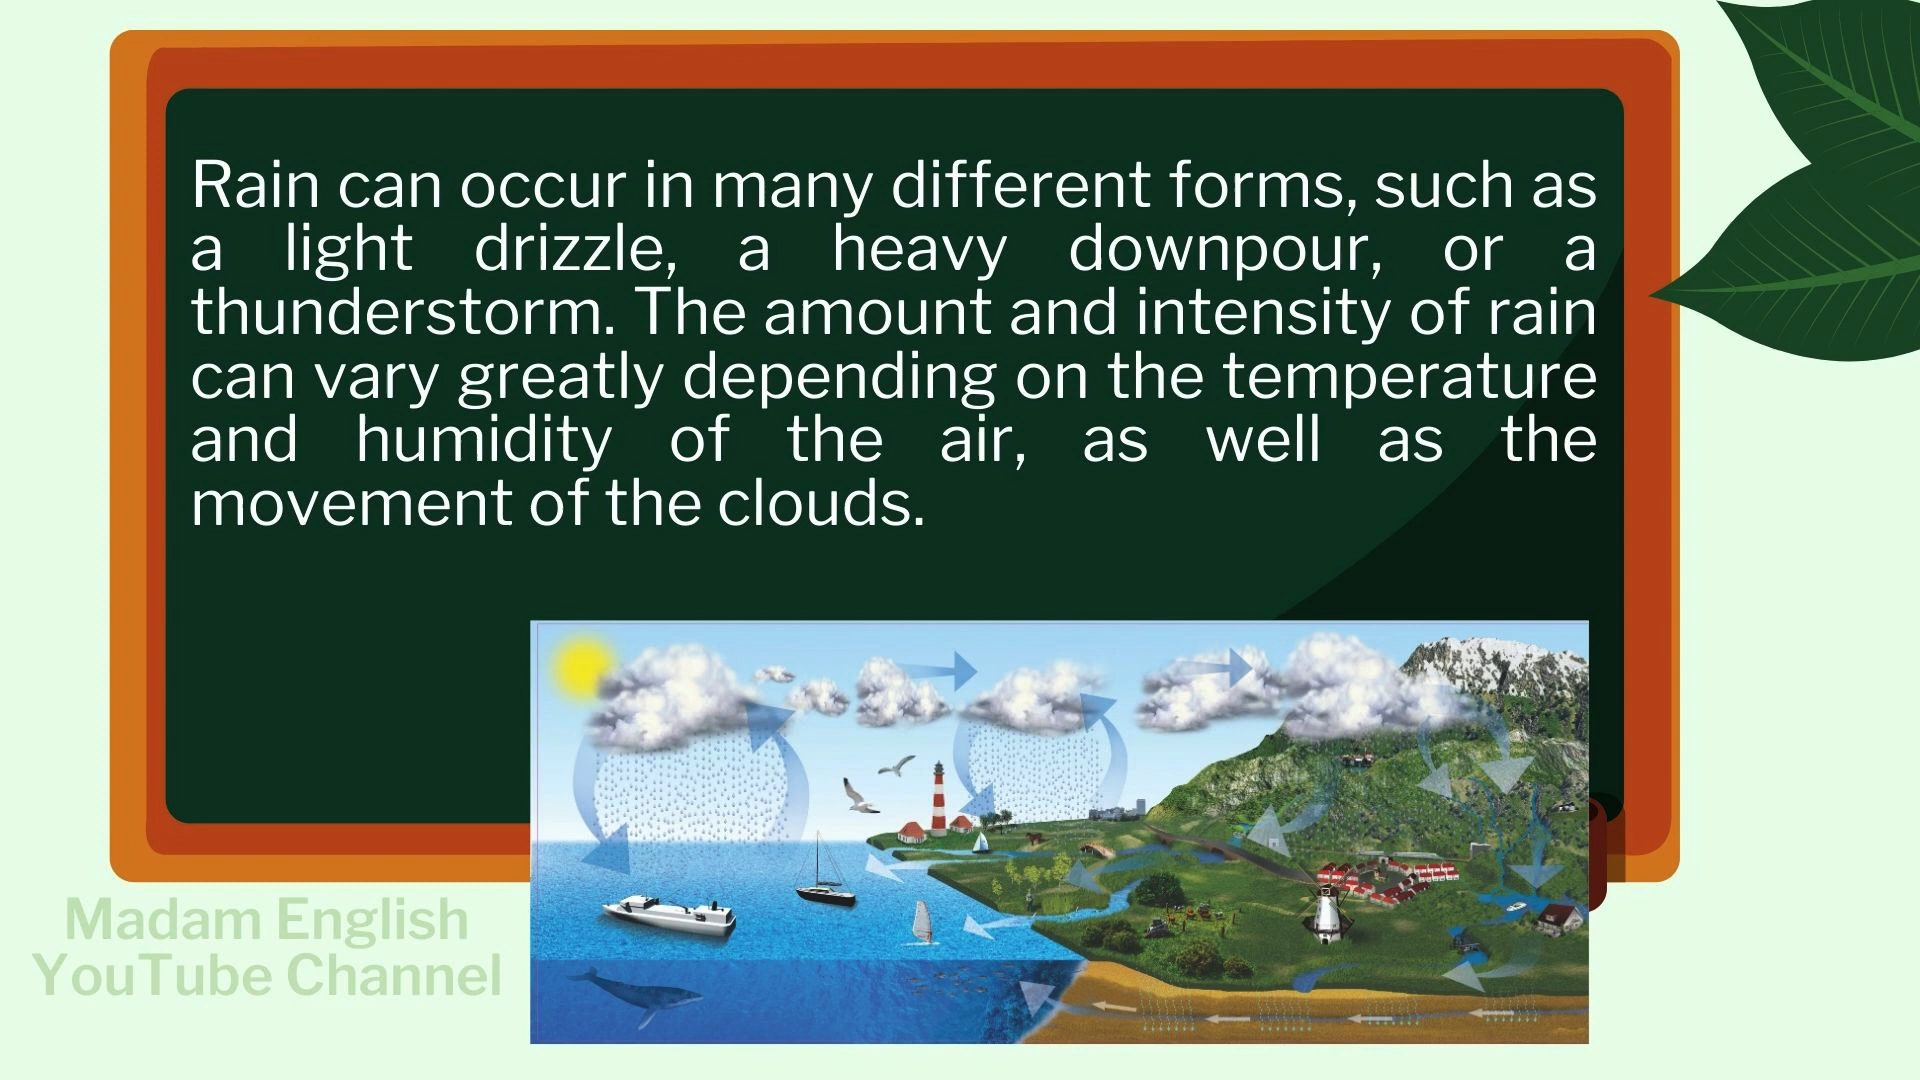 Rain can occur in many different forms, such as
a light drizzle, a heavy downpour, or a
thunderstorm. The amount and intensity of rain
can vary greatly depending on the temperature
and humidity of the air, as well as the
movement of the clouds.
Madam English
YouTube Channel